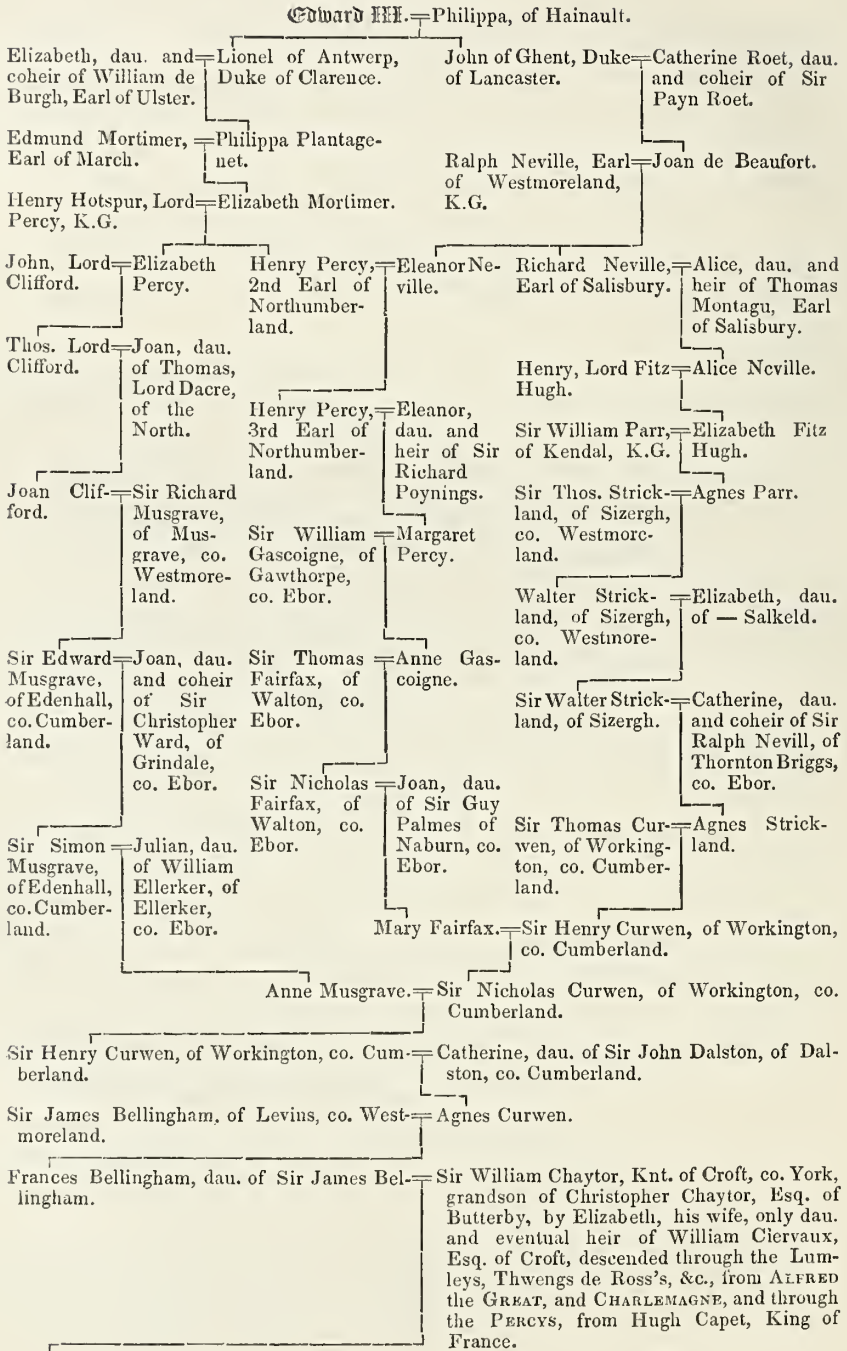 Edward III.=Philippa, of Hainault.
Elizabeth, dau. and=Lionel of Antwerp,
coheir of William de Duke of Clarence.
Burgh, Earl of Ulster.
John of Ghent, Duke=Catherine Roet, dau.
of Lancaster. and coheir of Sir
Payn Roet.
Edmund Mortimer,=Philippa Plantage-
Earl of March. net.
Ralph Neville, Earl=Joan de Beaufort.
of Westmoreland,
K.G.
Henry Hotspur, Lord=Elizabeth Mortimer.
Percy, K.G.
John, Lord=Elizabeth
Clifford. Percy.
Henry Percy,=Eleanor Ne-
2nd Earl of ville.
Northumber-
land.
Richard Neville,=Alice, dau. and
Earl of Salisbury. heir of Thomas
Montagu, Earl
of Salisbury.
Thos. Lord=Joan, dau.
Clifford. of Thomas,
Lord Dacre,
of the
North.
Henry, Lord Fitz=Alice Neville.
Hugh.
Henry Percy,=Eleanor,
3rd Earl of dau. and
Northumber- heir of Sir
land. Richard
Poynings.
Sir William Parr,=Elizabeth Fitz
of Kendal, K.G. Hugh.
Joan Clif-=Sir Richard
ford. Musgrave,
of Mus-
grave, co.
Westmore-
land.
Sir William=Margaret
Gascoigne, of Percy.
Gawthorpe,
co. Ebor.
Sir Thos. Strick-=Agnes Parr.
land, of Sizergh,
co. Westmore-
land.
Walter Strick-=Elizabeth, dau.
land, of Sizergh, of — Salkeld.
co. Westmore-
land.
Sir Edward=Joan, dau.
Musgrave, and coheir
of Edenhall, of Sir
co. Cumber- Christopher
land. Ward, of
Grindale,
co. Ebor.
Sir Thomas=Anne Gas-
Fairfax, of coigne.
Walton, co.
Ebor.
Sir Walter Strick-=Catherine, dau.
land, of Sizergh. and coheir of Sir
Ralph Nevill, of
Thornton Briggs,
co. Ebor.
Sir Nicholas=Joan, dau.
Fairfax, of of Sir Guy
Walton, co. Palmes of
Ebor. Naburn, co.
Ebor.
Sir Thomas Cur-=Agnes Strick-
wen, of Working- land.
ton, co. Cumber-
land.
Sir Simon=Julian, dau.
Musgrave, of William
of Edenhall, Ellerker, of
co. Cumber- Ellerker,
land. co. Ebor.
Mary Fairfax.=Sir Henry Curwen, of Workington,
co. Cumberland.
Anne Musgrave.=Sir Nicholas Curwen, of Workington, co.
Cumberland.
Sir Henry Curwen, of Workington, co. Cum-=Catherine, dau. of Sir John Dalston, of Dal-
berland. ston, co. Cumberland.
Sir James Bellingham, of Levins, co. West-=Agnes Curwen.
moreland.
Frances Bellingham, dau. of Sir James Bel-=Sir William Chaytor, Knt. of Croft, co. York,
lingham. grandson of Christopher Chaytor, Esq. of
Butterby, by Elizabeth, his wife, only dau.
and eventual heir of William Clervaux,
Esq. of Croft, descended through the Lum-
leys, Thwengs de Ross's, &c., from ALFRED
the GREAT, and CHARLEMAGNE, and through
the PERCYS, from Hugh Capet, King of
France.